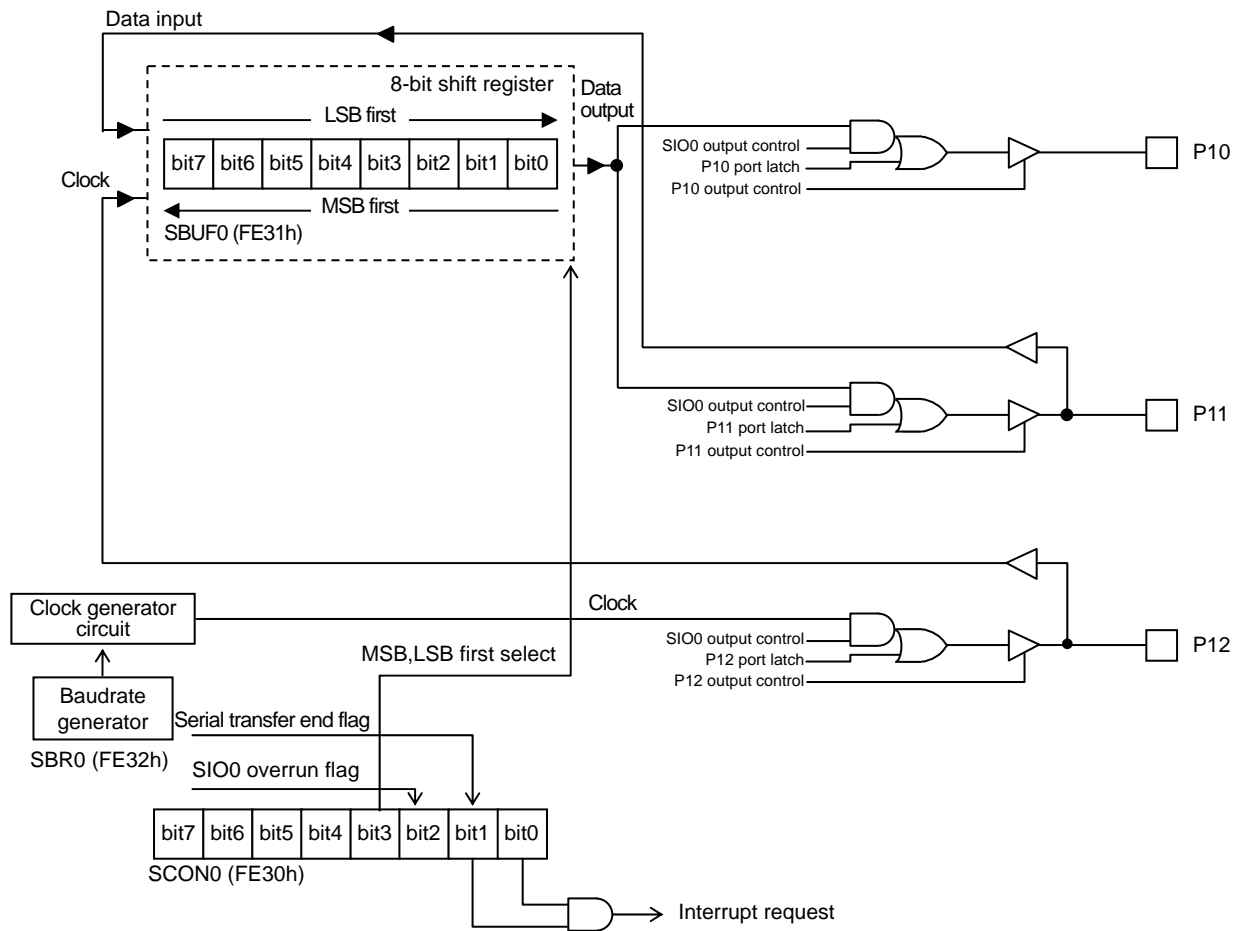 Data input
8-bit shift register
Data
output
LSB first
bit7 bit6 bit5 bit4 bit3 bit2 bit1 bit0
Clock
MSB first
SBUF0 (FE31h)
SIO0 output control
P10 port latch
P10 output control
P10
SIO0 output control
P11 port latch
P11 output control
P11
Clock generator
circuit
Clock
SIO0 output control
P12 port latch
P12 output control
P12
MSB,LSB first select
Baudrate
generator
SBR0 (FE32h)
Serial transfer end flag
SIO0 overrun flag
bit7 bit6 bit5 bit4 bit3 bit2 bit1 bit0
SCON0 (FE30h)
Interrupt request